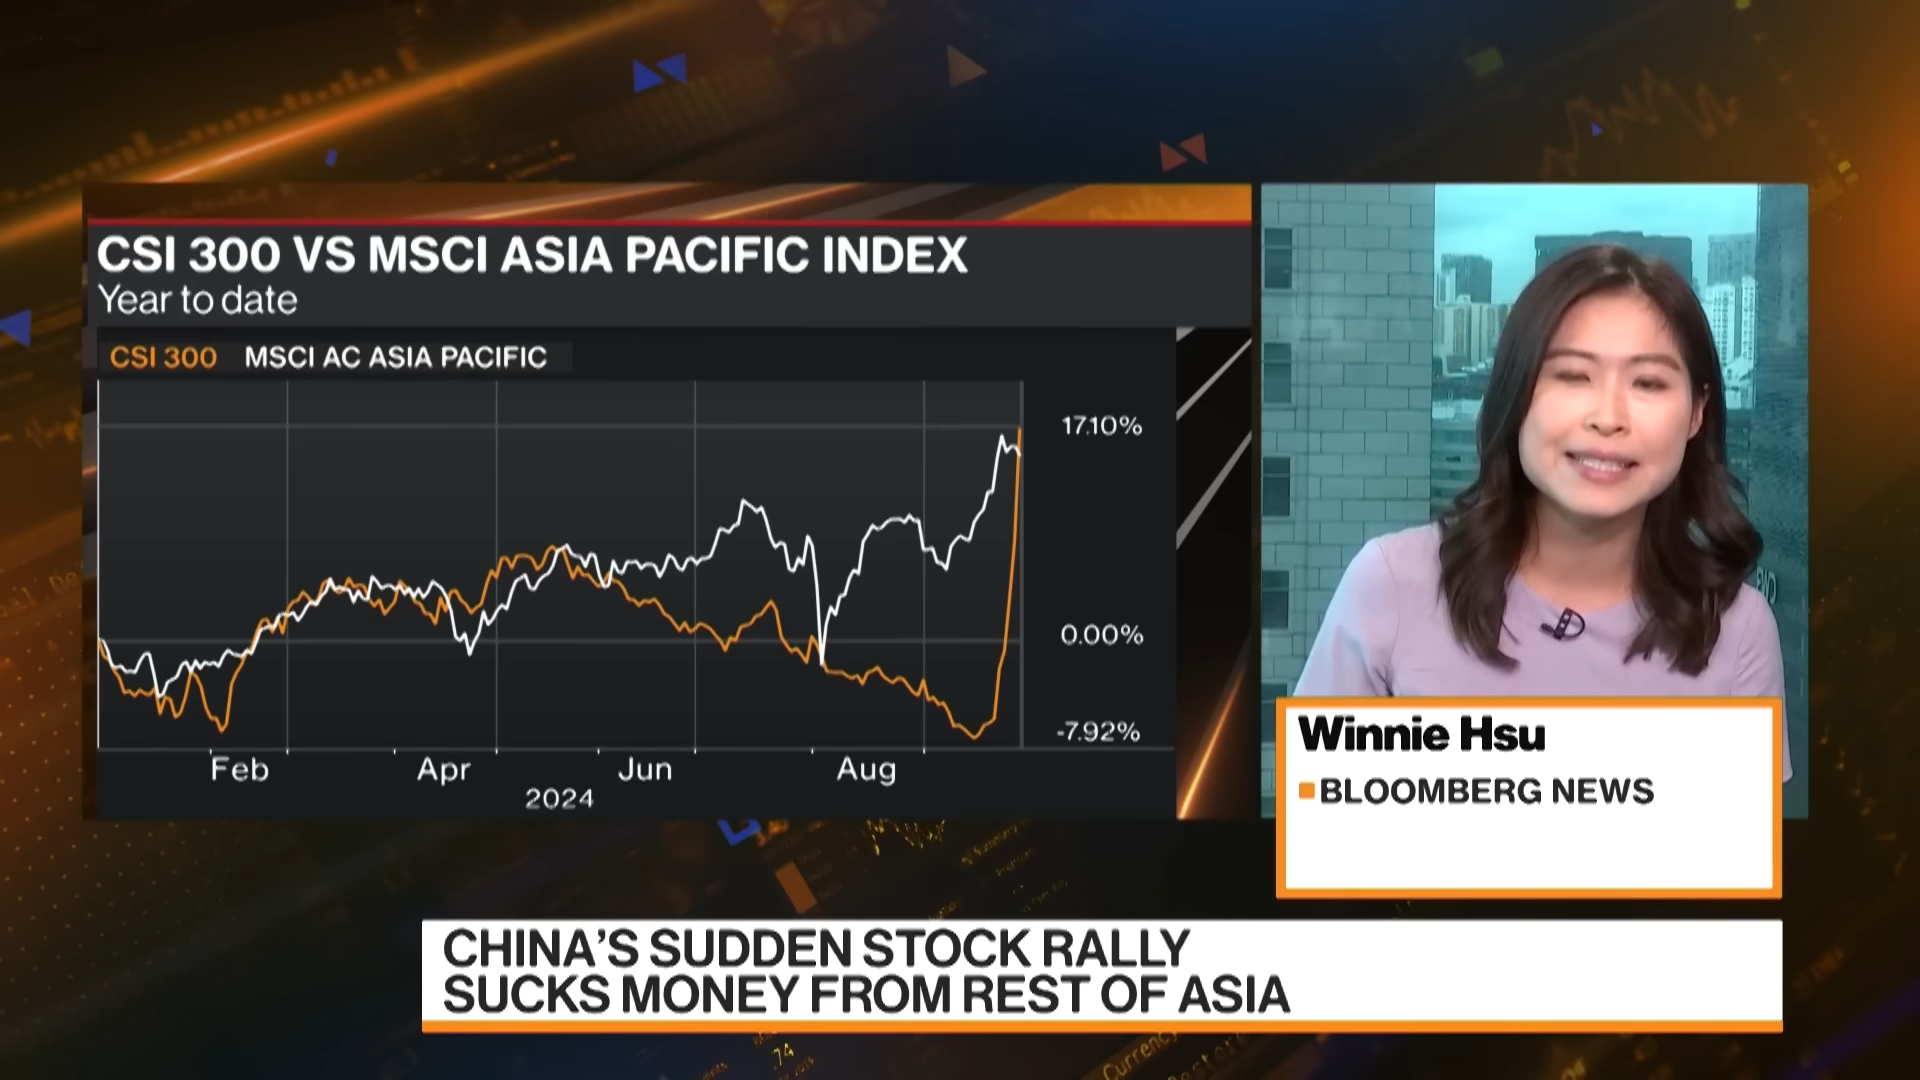 CSI 300 VS MSCI ASIA PACIFIC INDEX
Year to date
CSI 300 MSCI AC ASIA PACIFIC
17.10%
0.00%
-7.92%
Feb Apr Jun Aug
2024
Winnie Hsu
BLOOMBERG NEWS
CHINA'S SUDDEN STOCK RALLY
SUCKS MONEY FROM REST OF ASIA
.74
Currency